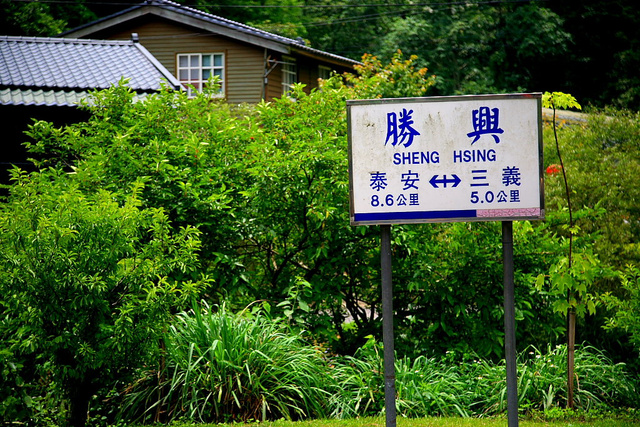 勝 興
SHENG HSING
泰安 ↔ 三義
8.6公里 5.0公里